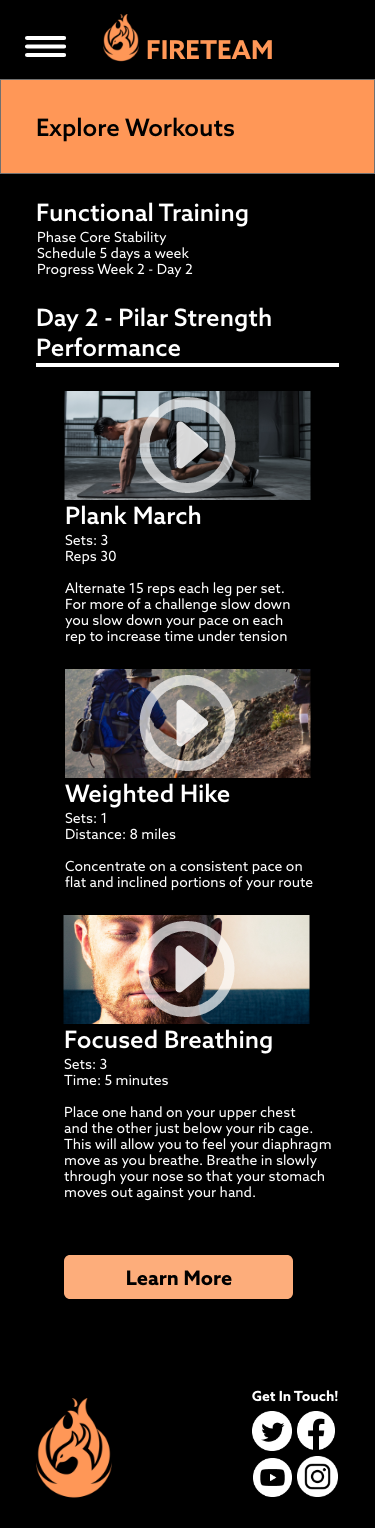 FIRETEAM
Explore Workouts
Functional Training
Phase Core Stability
Schedule 5 days a week
Progress Week 2 - Day 2
Day 2 - Pilar Strength
Performance
Plank March
Sets: 3
Reps 30
Alternate 15 reps each leg per set.
For more of a challenge slow down
you slow down your pace on each
rep to increase time under tension
Weighted Hike
Sets: 1
Distance: 8 miles
Concentrate on a consistent pace on
flat and inclined portions of your route
Focused Breathing
Sets: 3
Time: 5 minutes
Place one hand on your upper chest
and the other just below your rib cage.
This will allow you to feel your diaphragm
move as you breathe. Breathe in slowly
through your nose so that your stomach
moves out against your hand.
Learn More
Get In Touch!